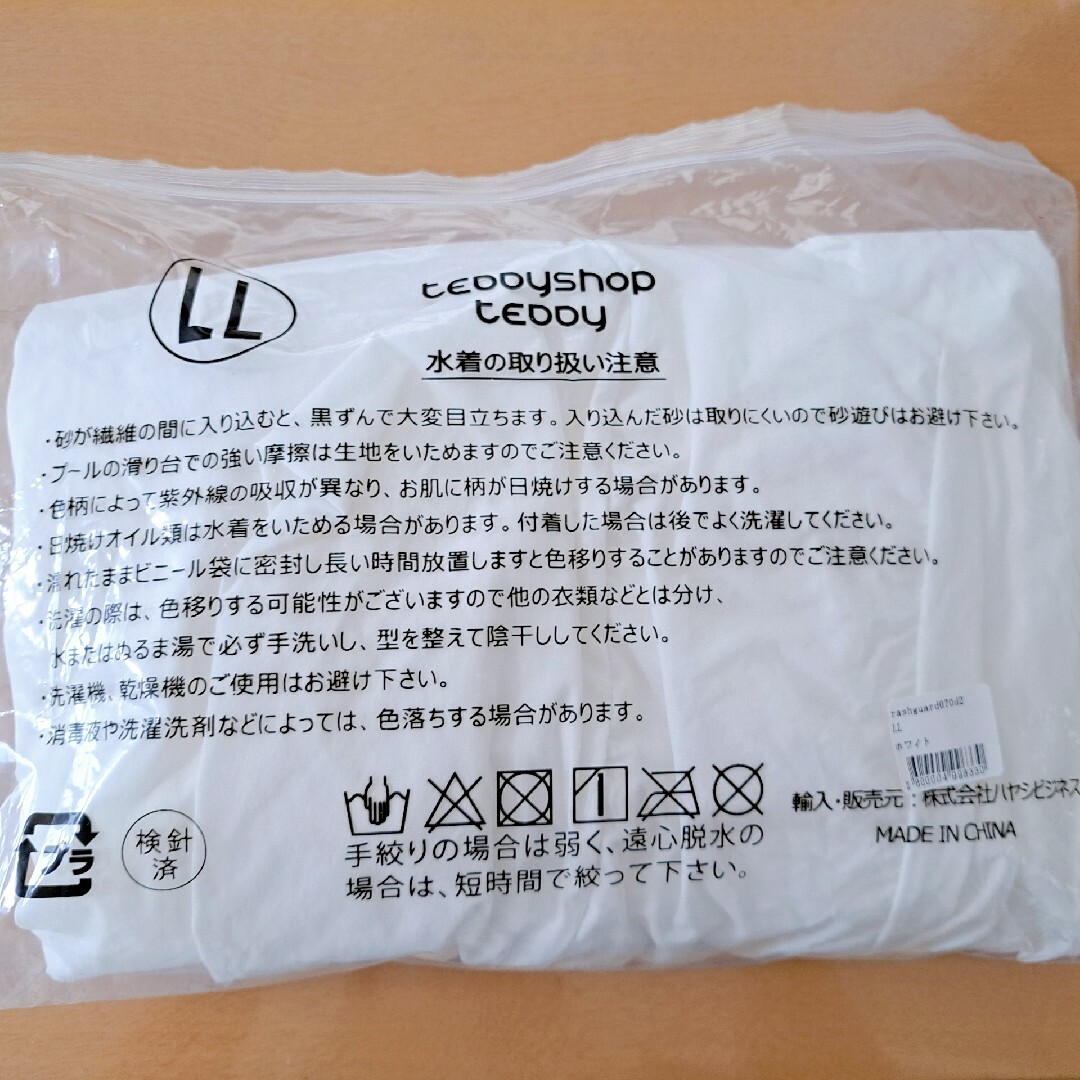 LL
teddyshop
teddy
水着の取り扱い注意
・砂が繊維の間に入り込むと、黒ずんで大変目立ちます。入り込んだ砂は取りにくいので砂遊びはお避け下さい。
・プールの滑り台での強い摩擦は生地をいためますのでご注意ください。
・色柄によって紫外線の吸収が異なり、お肌に柄が日焼けする場合があります。
・日焼けオイル類は水着をいためる場合があります。付着した場合は後でよく洗濯してください。
・濡れたままビニール袋に密封し長い時間放置しますと色移りすることがありますのでご注意ください。
・洗濯の際は、色移りする可能性がございますので他の衣類などとは分け、
水またはぬるま湯で必ず手洗いし、型を整えて陰干ししてください。
・洗濯機、乾燥機のご使用はお避け下さい。
・消毒液や洗濯洗剤などによっては、色落ちする場合があります。
rashguard070d2
LL
ホワイト
プラ
検針
済
手絞りの場合は弱く、遠心脱水の
場合は、短時間で絞って下さい。
輸入・販売元：株式会社ハヤシビジネス
MADE IN CHINA